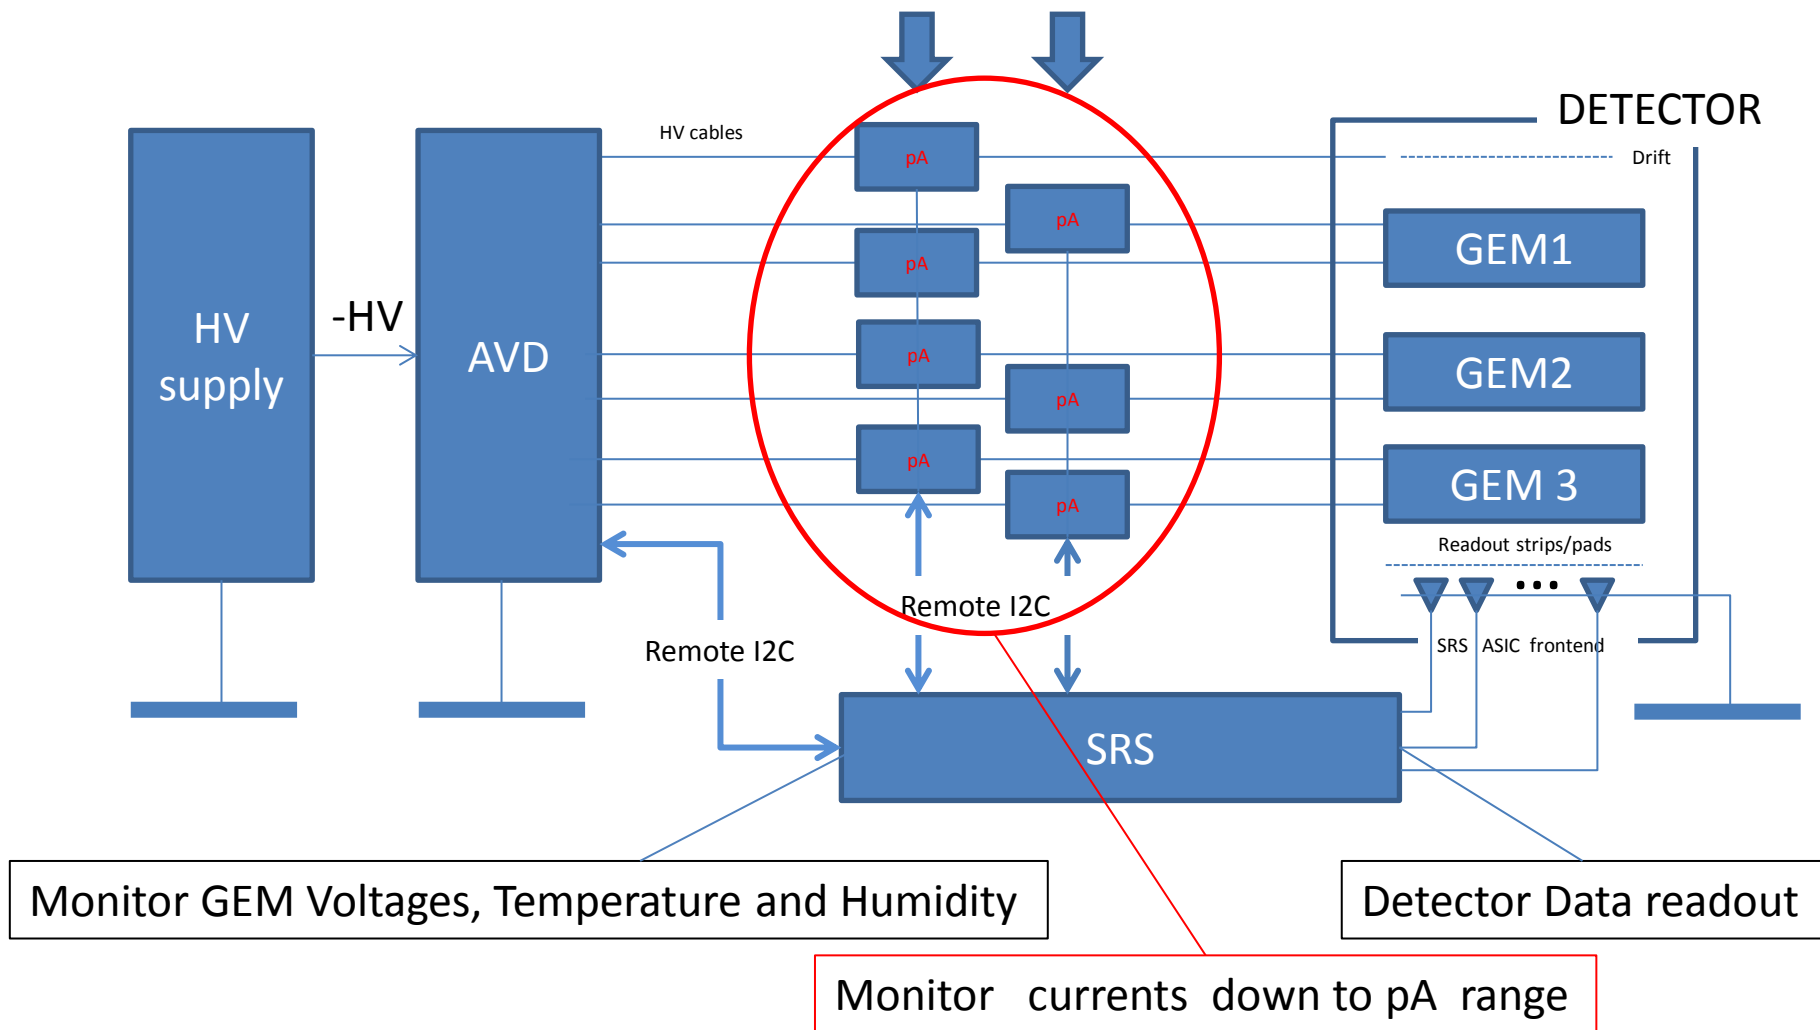 DETECTOR
HV cables
pA
Drift
pA
GEM1
pA
HV
supply
-HV
AVD
pA
GEM2
pA
pA
GEM 3
pA
Readout strips/pads
...
Remote I2C
Remote I2C
SRS ASIC frontend
SRS
Monitor GEM Voltages, Temperature and Humidity
Detector Data readout
Monitor currents down to pA range